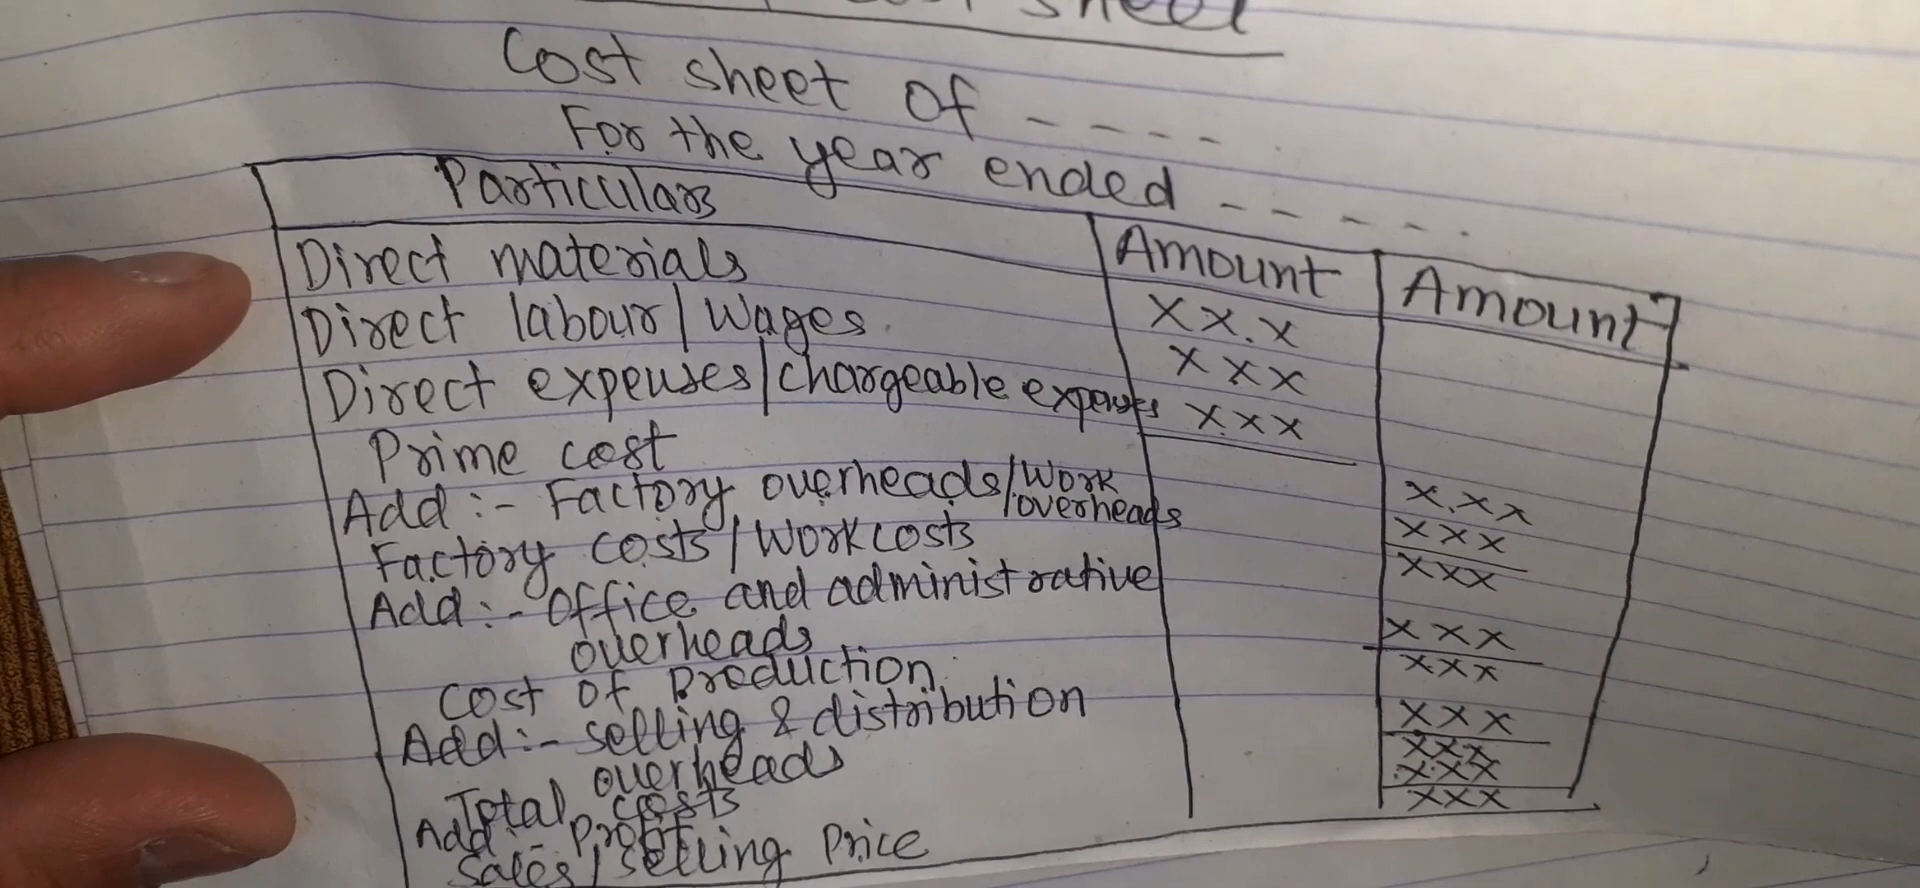 sheet
Cost sheet of - - - -
For the year ended - - - - -
Particulars Amount Amount
Direct materials xx.x
Direct labour/Wages. xxx
Direct expenses/chargeable expenses x.xx
Prime cost x.xx
Add :- Factory overheads/Work overheads xxx
Factory costs/Work costs xxx
Add :- Office and administrative
overheads xxx
Cost of Production. xxx
Add :- selling & distribution
overheads xxx
Total costs xxx
Add :- Profit xxx
Sales/selling Price xxx